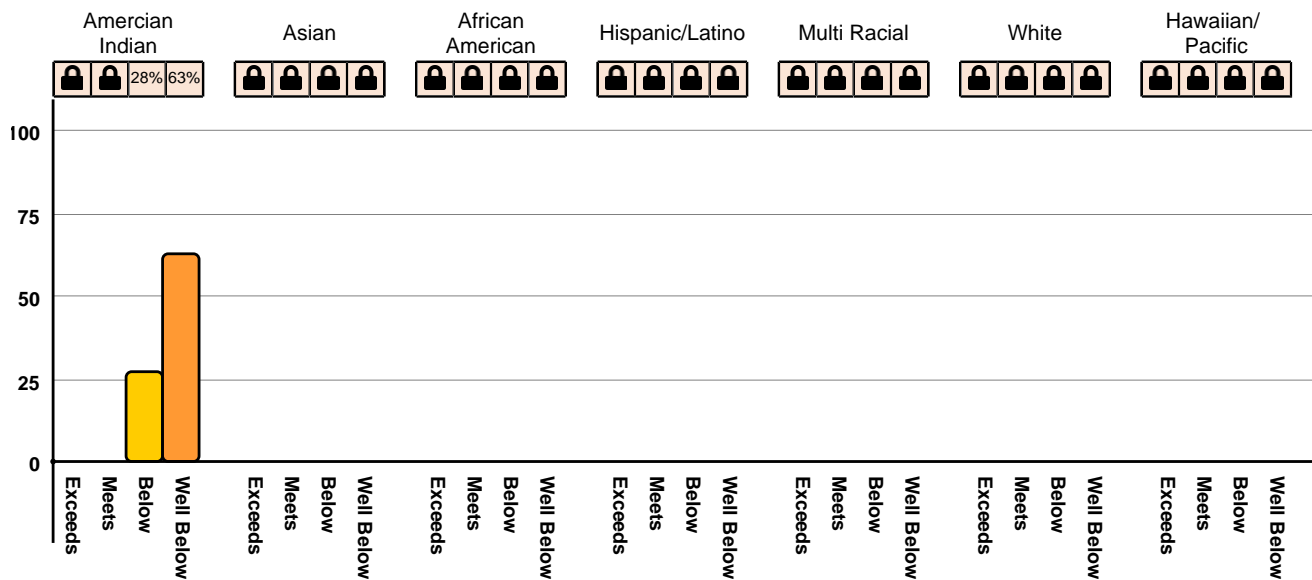 Amercian
Indian
Asian
African
American
Hispanic/Latino
Multi Racial
White
Hawaiian/
Pacific
28% 63%
100
75
50
25
0
Exceeds
Meets
Below
Well Below
Exceeds
Meets
Below
Well Below
Exceeds
Meets
Below
Well Below
Exceeds
Meets
Below
Well Below
Exceeds
Meets
Below
Well Below
Exceeds
Meets
Below
Well Below
Exceeds
Meets
Below
Well Below